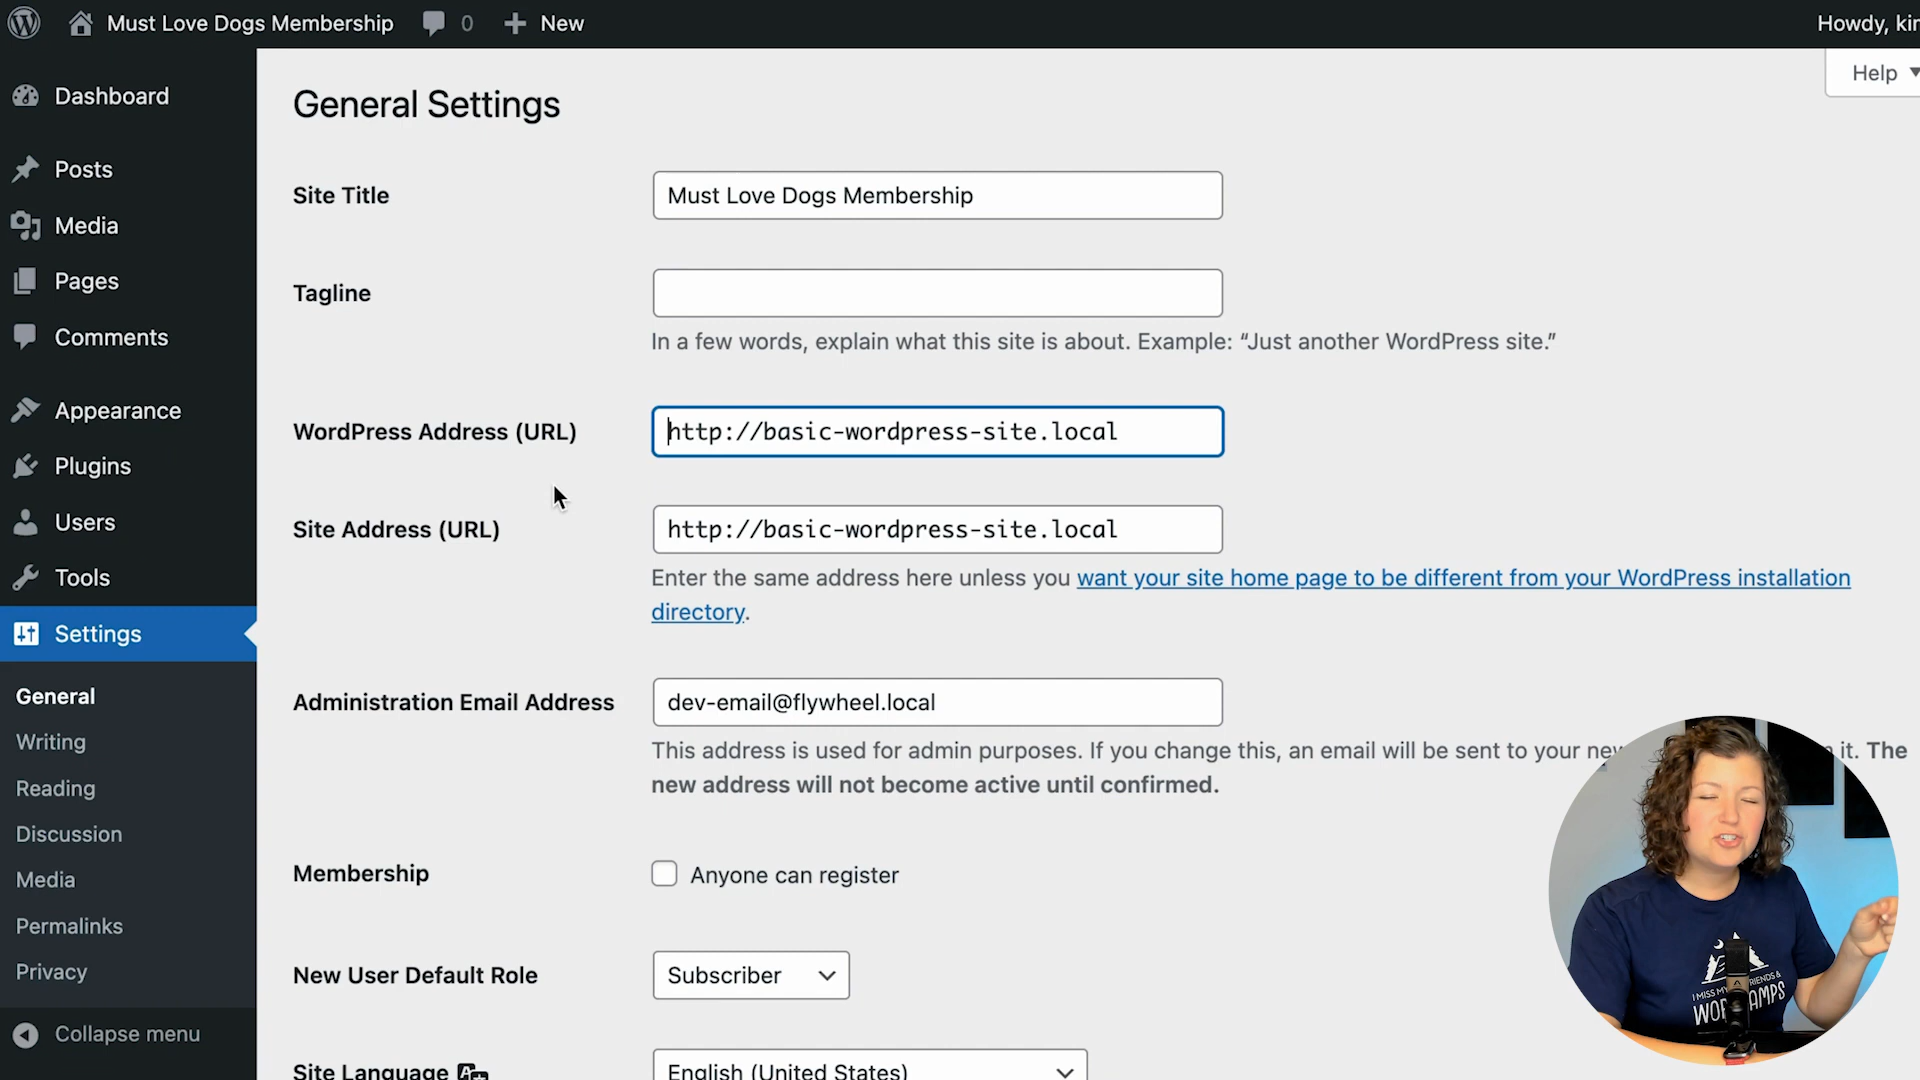 Must Love Dogs Membership
0
New
Howdy, kin
Help
Dashboard
Posts
Media
Pages
Comments
Appearance
Plugins
Users
Tools
Settings
General
Writing
Reading
Discussion
Media
Permalinks
Privacy
Collapse menu
General Settings
Site Title
Must Love Dogs Membership
Tagline
In a few words, explain what this site is about. Example: “Just another WordPress site.”
WordPress Address (URL)
http://basic-wordpress-site.local
Site Address (URL)
http://basic-wordpress-site.local
Enter the same address here unless you want your site home page to be different from your WordPress installation
directory.
Administration Email Address
dev-email@flywheel.local
This address is used for admin purposes. If you change this, an email will be sent to your new it. The
new address will not become active until confirmed.
Membership
Anyone can register
New User Default Role
Subscriber
Site Language
English (United States)
I MISS MY RIENDS &
WOR AMPS